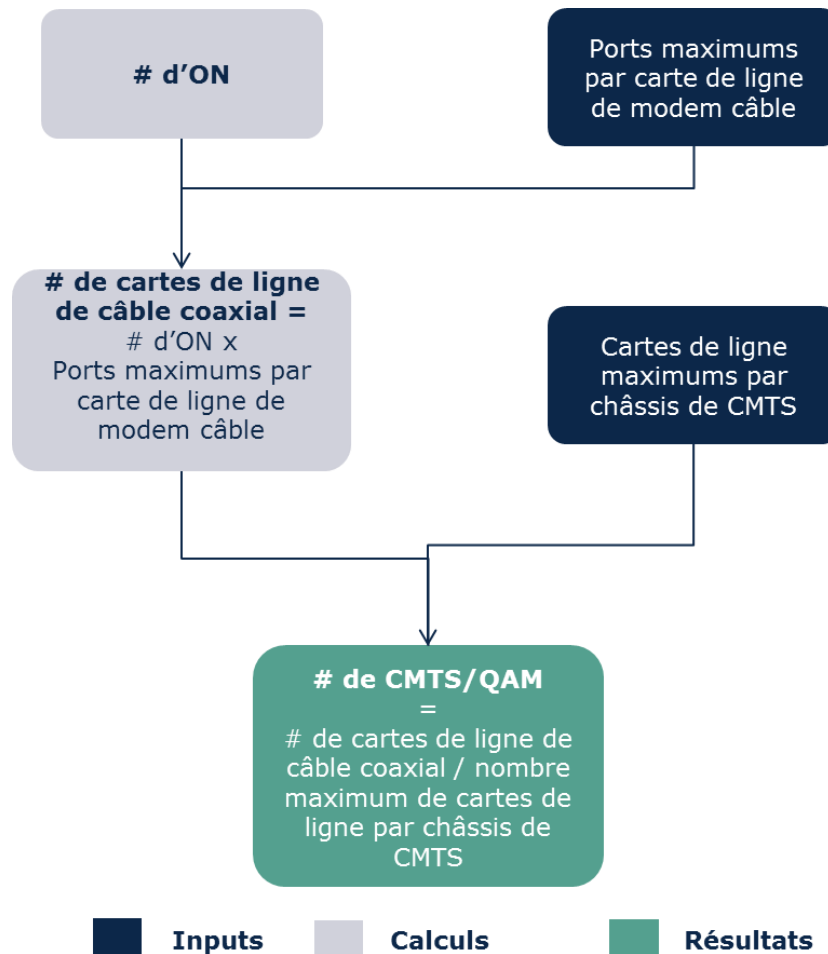 # d’ON
Ports maximums
par carte de ligne
de modem câble
# de cartes de ligne
de câble coaxial =
# d’ON x
Ports maximums par
carte de ligne de
modem câble
Cartes de ligne
maximums par
châssis de CMTS
# de CMTS/QAM
=
# de cartes de ligne de
câble coaxial / nombre
maximum de cartes de
ligne par châssis de
CMTS
Inputs
Calculs
Résultats